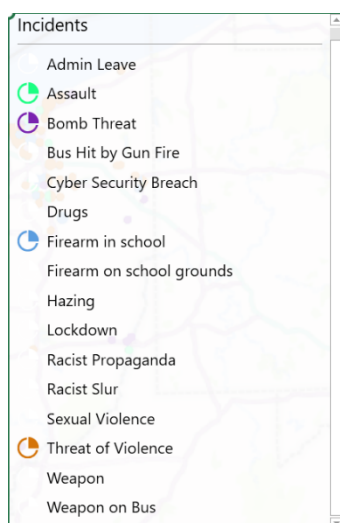 Incidents
Admin Leave
Assault
Bomb Threat
Bus Hit by Gun Fire
Cyber Security Breach
Drugs
Firearm in school
Firearm on school grounds
Hazing
Lockdown
Racist Propaganda
Racist Slur
Sexual Violence
Threat of Violence
Weapon
Weapon on Bus